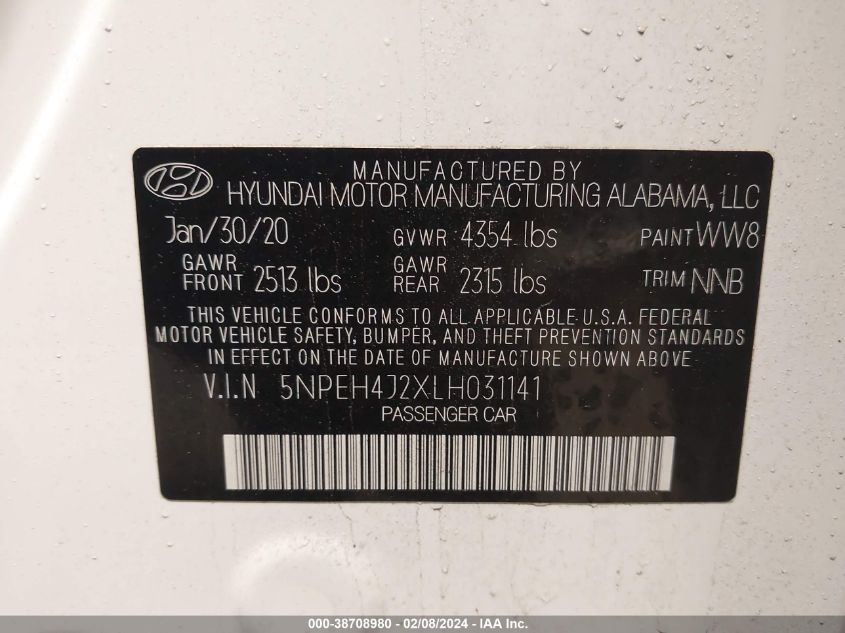 MANUFACTURED BY
HYUNDAI MOTOR MANUFACTURING ALABAMA, LLC
Jan/30/20 GVWR 4354 lbs PAINT WW8
GAWR FRONT 2513 lbs GAWR REAR 2315 lbs TRIM NNB
THIS VEHICLE CONFORMS TO ALL APPLICABLE U.S.A. FEDERAL
MOTOR VEHICLE SAFETY, BUMPER, AND THEFT PREVENTION STANDARDS
IN EFFECT ON THE DATE OF MANUFACTURE SHOWN ABOVE
V.I.N 5NPEH4J2XLH031141
PASSENGER CAR
000-38708980 - 02/08/2024 - IAA Inc.